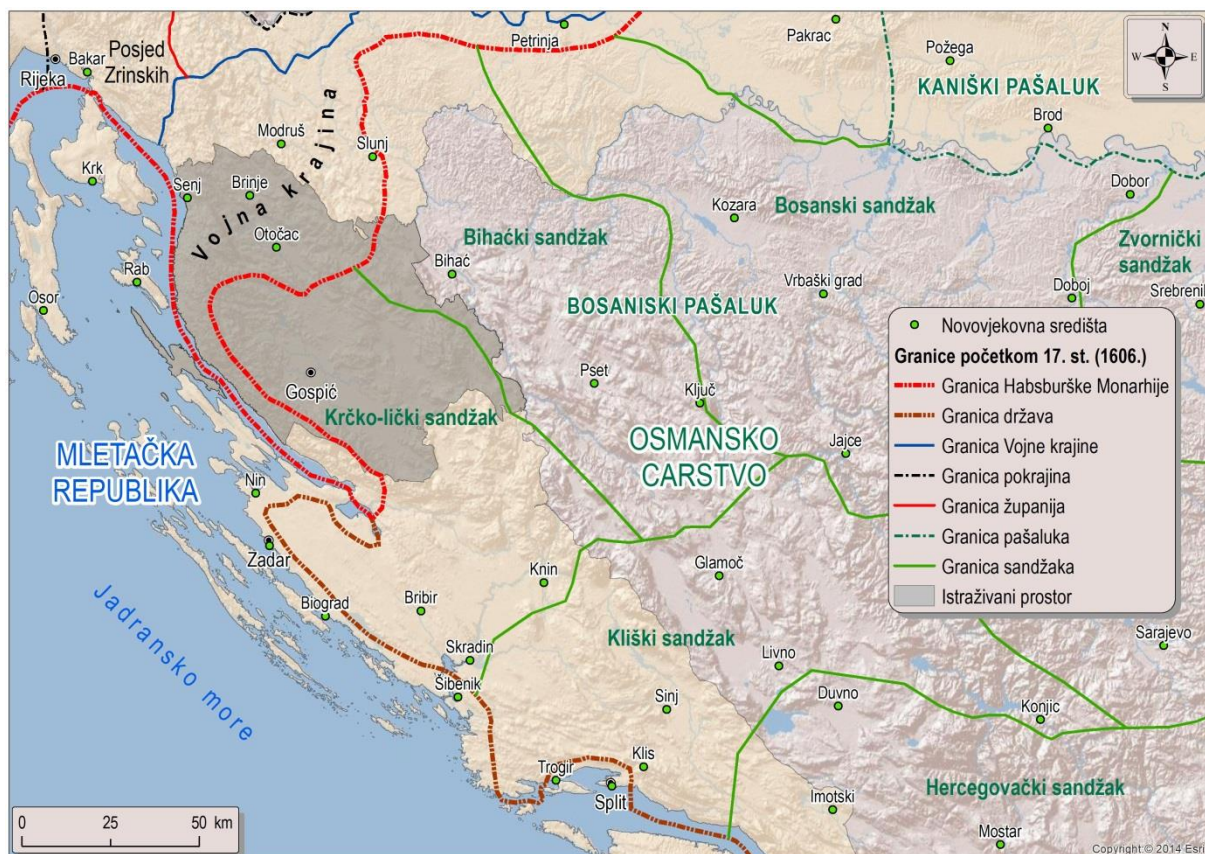 Rijeka
Bakar
Posjed
Zrinskih
Petrinja
Pakrac
Požega
N
W
E
S
KANIŠKI PAŠALUK
Brod
Modruš
Slunj
Vojna krajina
Krk
Senj
Brinje
Otočac
Kozara
Bosanski sandžak
Dobor
Zvornički
sandžak
Bihaćki sandžak
Bihać
Rab
Osor
BOSANISKI PAŠALUK
Vrbaški grad
Doboj
Srebrenik
Gospić
Pset
Ključ
Krčko-lički sandžak
MLETAČKA
REPUBLIKA
OSMANSKO
CARSTVO
Jajce
Nin
Zadar
Knin
Glamoč
Biograd
Bribir
Jadransko more
Skradin
Šibenik
Kliški sandžak
Livno
Sarajevo
Sinj
Duvno
Konjic
Klis
Trogir
Split
Imotski
Hercegovački sandžak
Mostar
Novovjekovna središta
Granice početkom 17. st. (1606.)
Granica Habsburške Monarhije
Granica država
Granica Vojne krajine
Granica pokrajina
Granica županija
Granica pašaluka
Granica sandžaka
Istraživani prostor
0 25 50 km
Copyright:© 2014 Esri